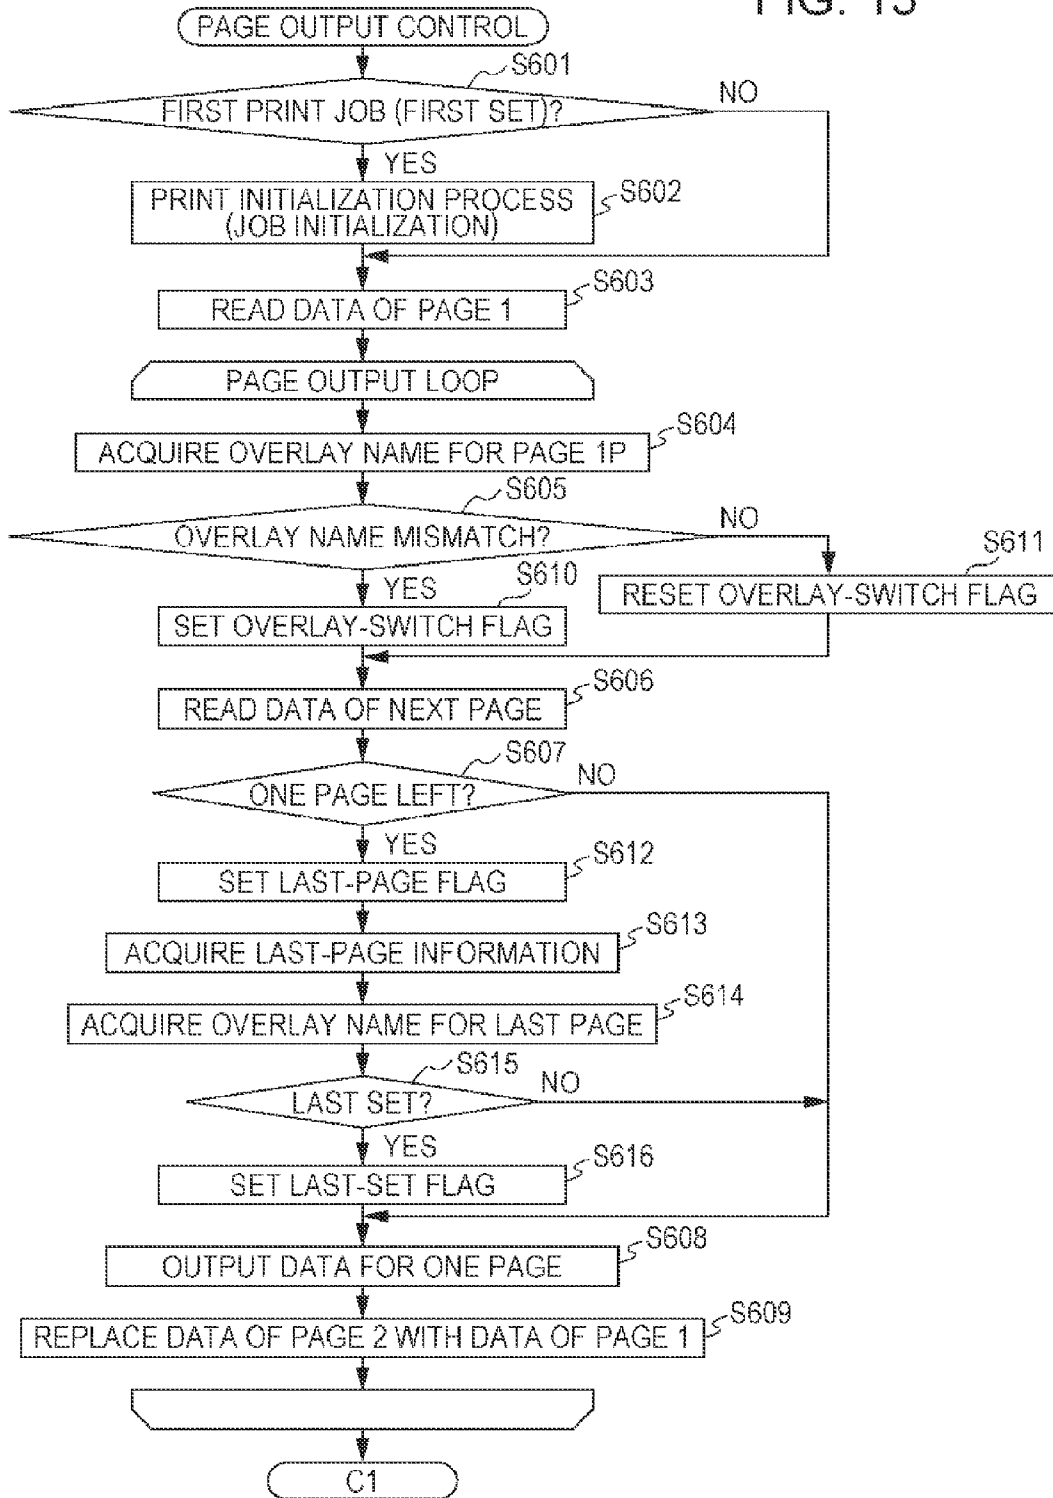 FIG. 13
PAGE OUTPUT CONTROL
S601
FIRST PRINT JOB (FIRST SET)?
NO
YES
PRINT INITIALIZATION PROCESS
(JOB INITIALIZATION)
S602
S603
READ DATA OF PAGE 1
PAGE OUTPUT LOOP
S604
ACQUIRE OVERLAY NAME FOR PAGE 1P
S605
OVERLAY NAME MISMATCH?
NO
YES
S610
S611
SET OVERLAY-SWITCH FLAG
RESET OVERLAY-SWITCH FLAG
S606
READ DATA OF NEXT PAGE
S607
ONE PAGE LEFT?
NO
YES
S612
SET LAST-PAGE FLAG
S613
ACQUIRE LAST-PAGE INFORMATION
S614
ACQUIRE OVERLAY NAME FOR LAST PAGE
S615
LAST SET?
NO
YES
S616
SET LAST-SET FLAG
S608
OUTPUT DATA FOR ONE PAGE
S609
REPLACE DATA OF PAGE 2 WITH DATA OF PAGE 1
C1